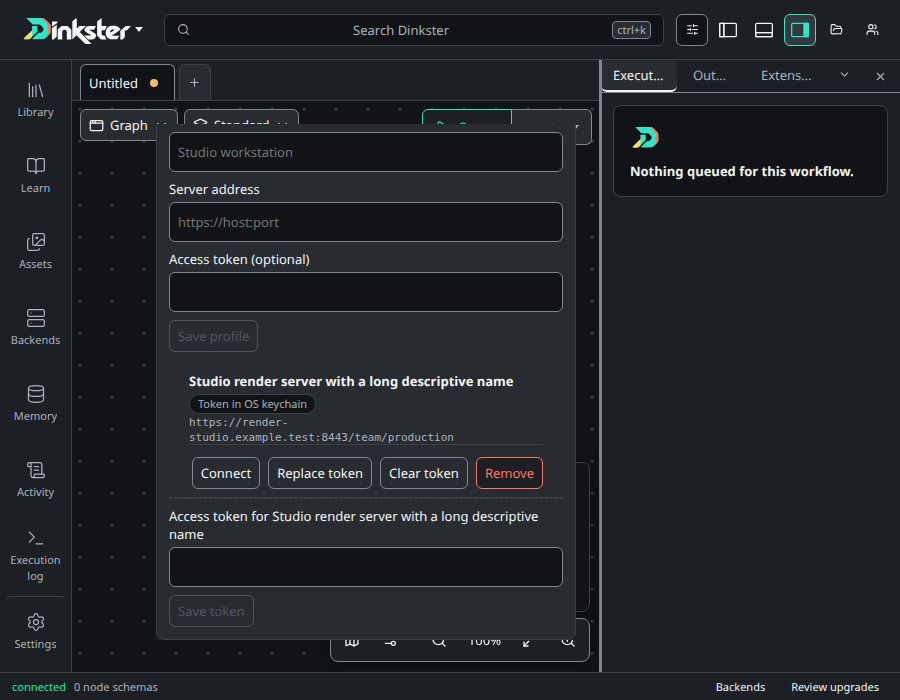 Dinkster
Search Dinkster
ctrl+k
Library
Learn
Assets
Backends
Memory
Activity
Execution
log
Settings
Untitled
+
Graph
Standard
Studio workstation
Server address
https://host:port
Access token (optional)
Save profile
Studio render server with a long descriptive name
Token in OS keychain
https://render-
studio.example.test:8443/team/production
Connect
Replace token
Clear token
Remove
Access token for Studio render server with a long descriptive
name
Save token
100%
Execut...
Out...
Extens...
Nothing queued for this workflow.
connected
0 node schemas
Backends
Review upgrades